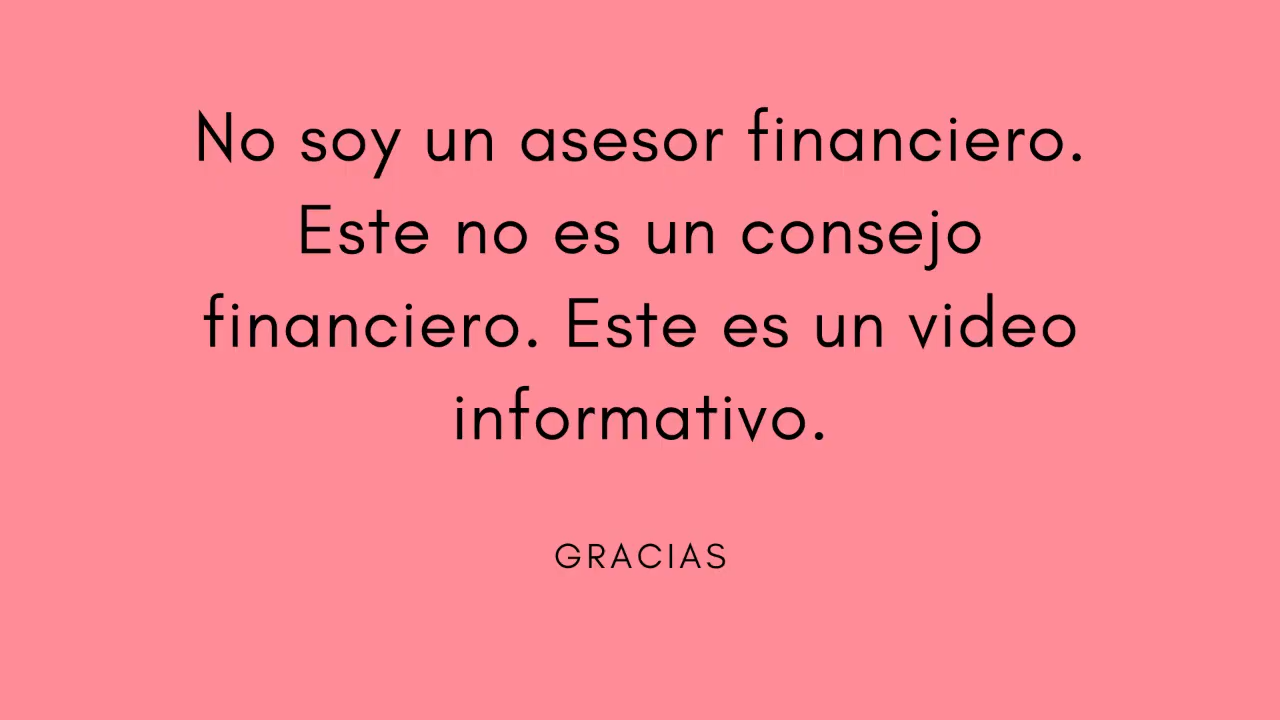 No soy un asesor financiero.
Este no es un consejo
financiero. Este es un video
informativo.
GRACIAS